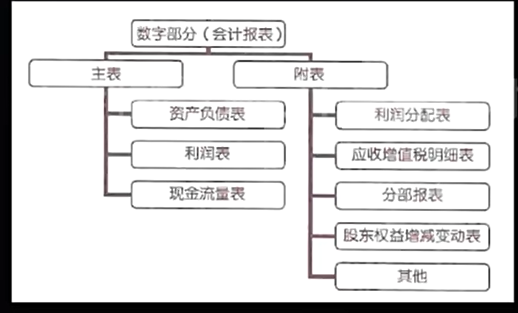 数字部分（会计报表）
主表
附表
资产负债表
利润表
现金流量表
利润分配表
应收增值税明细表
分部报表
股东权益增减变动表
其他